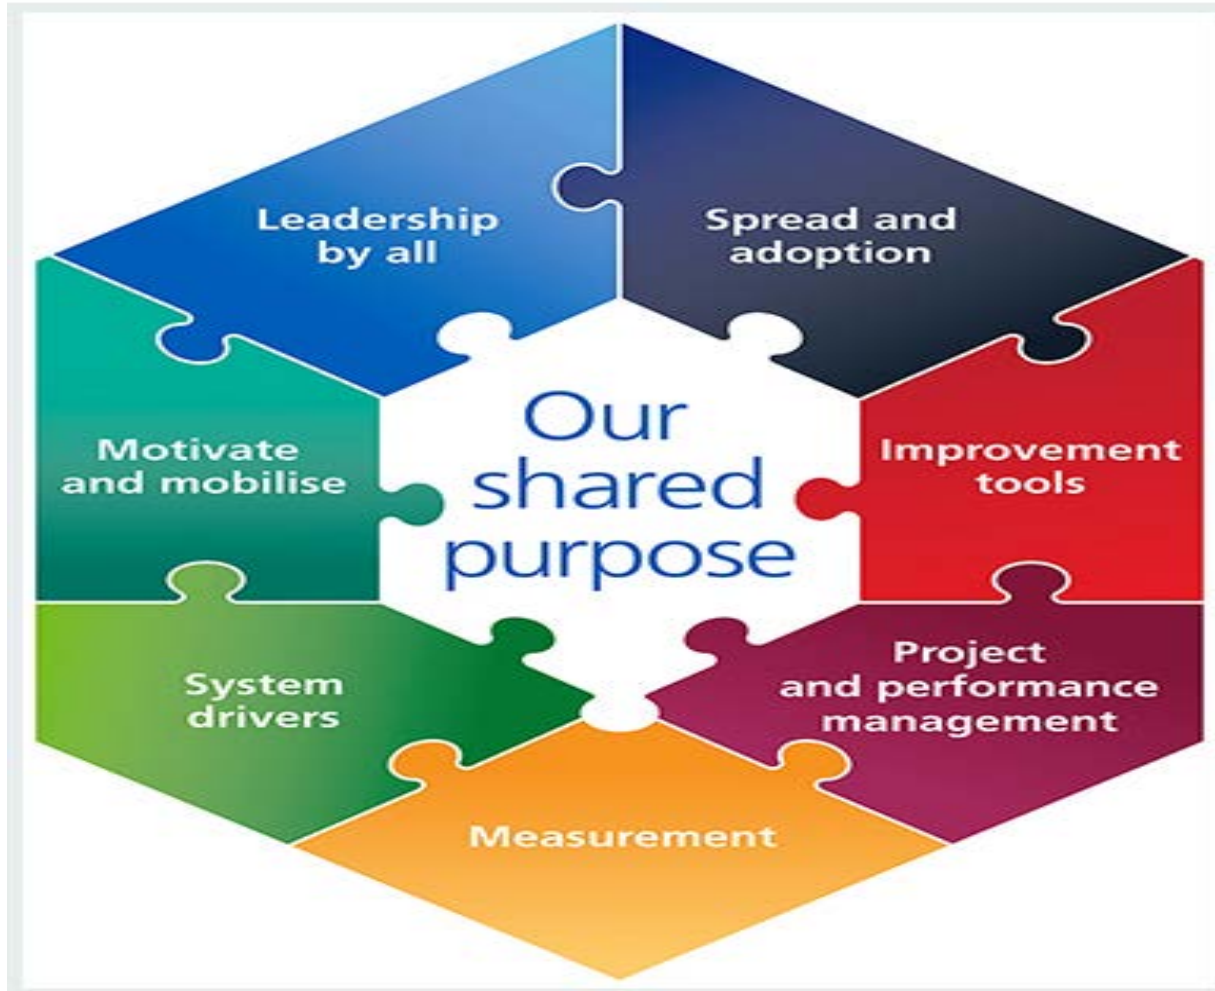 Leadership
by all
Spread and
adoption
Motivate
and mobilise
Our
shared
purpose
Improvement
tools
System
drivers
Project
and performance
management
Measurement